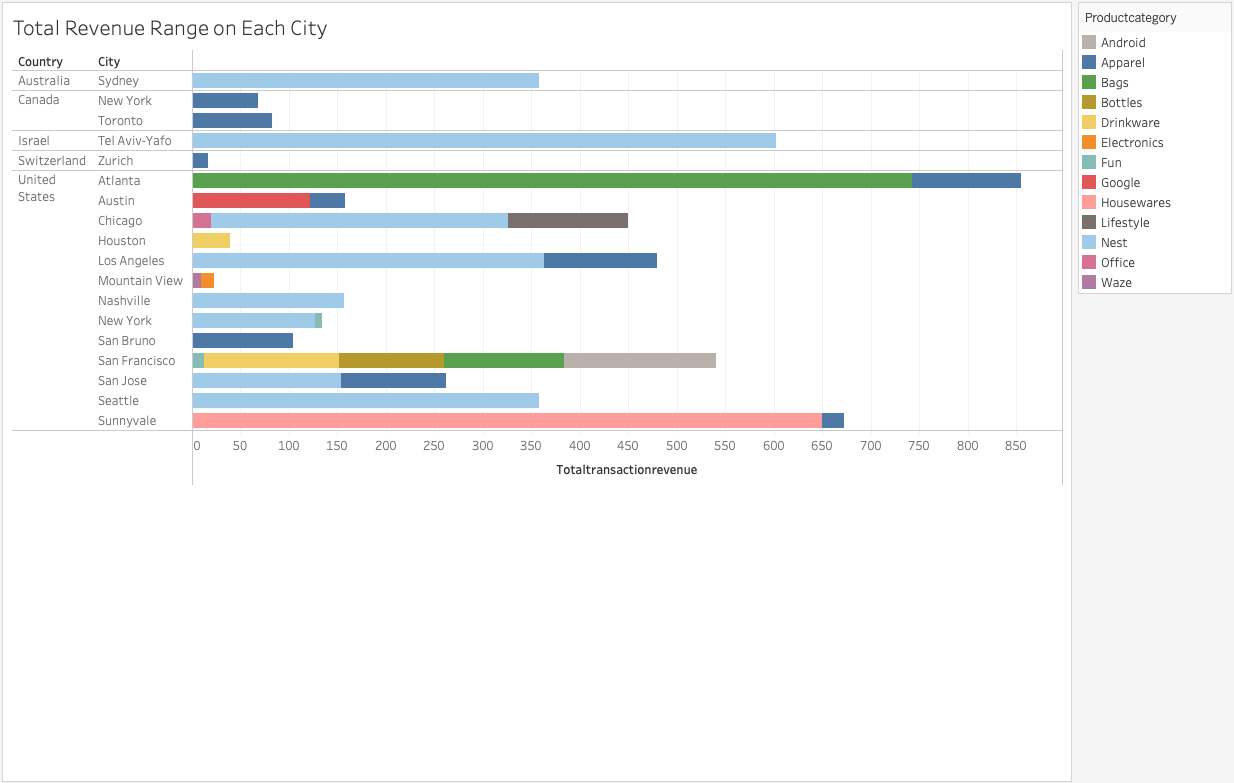 Total Revenue Range on Each City
Country City
Australia Sydney
Canada New York
Toronto
Israel Tel Aviv-Yafo
Switzerland Zurich
United States Atlanta
Austin
Chicago
Houston
Los Angeles
Mountain View
Nashville
New York
San Bruno
San Francisco
San Jose
Seattle
Sunnyvale
0 50 100 150 200 250 300 350 400 450 500 550 600 650 700 750 800 850
Totaltransactionrevenue
Productcategory
Android
Apparel
Bags
Bottles
Drinkware
Electronics
Fun
Google
Housewares
Lifestyle
Nest
Office
Waze